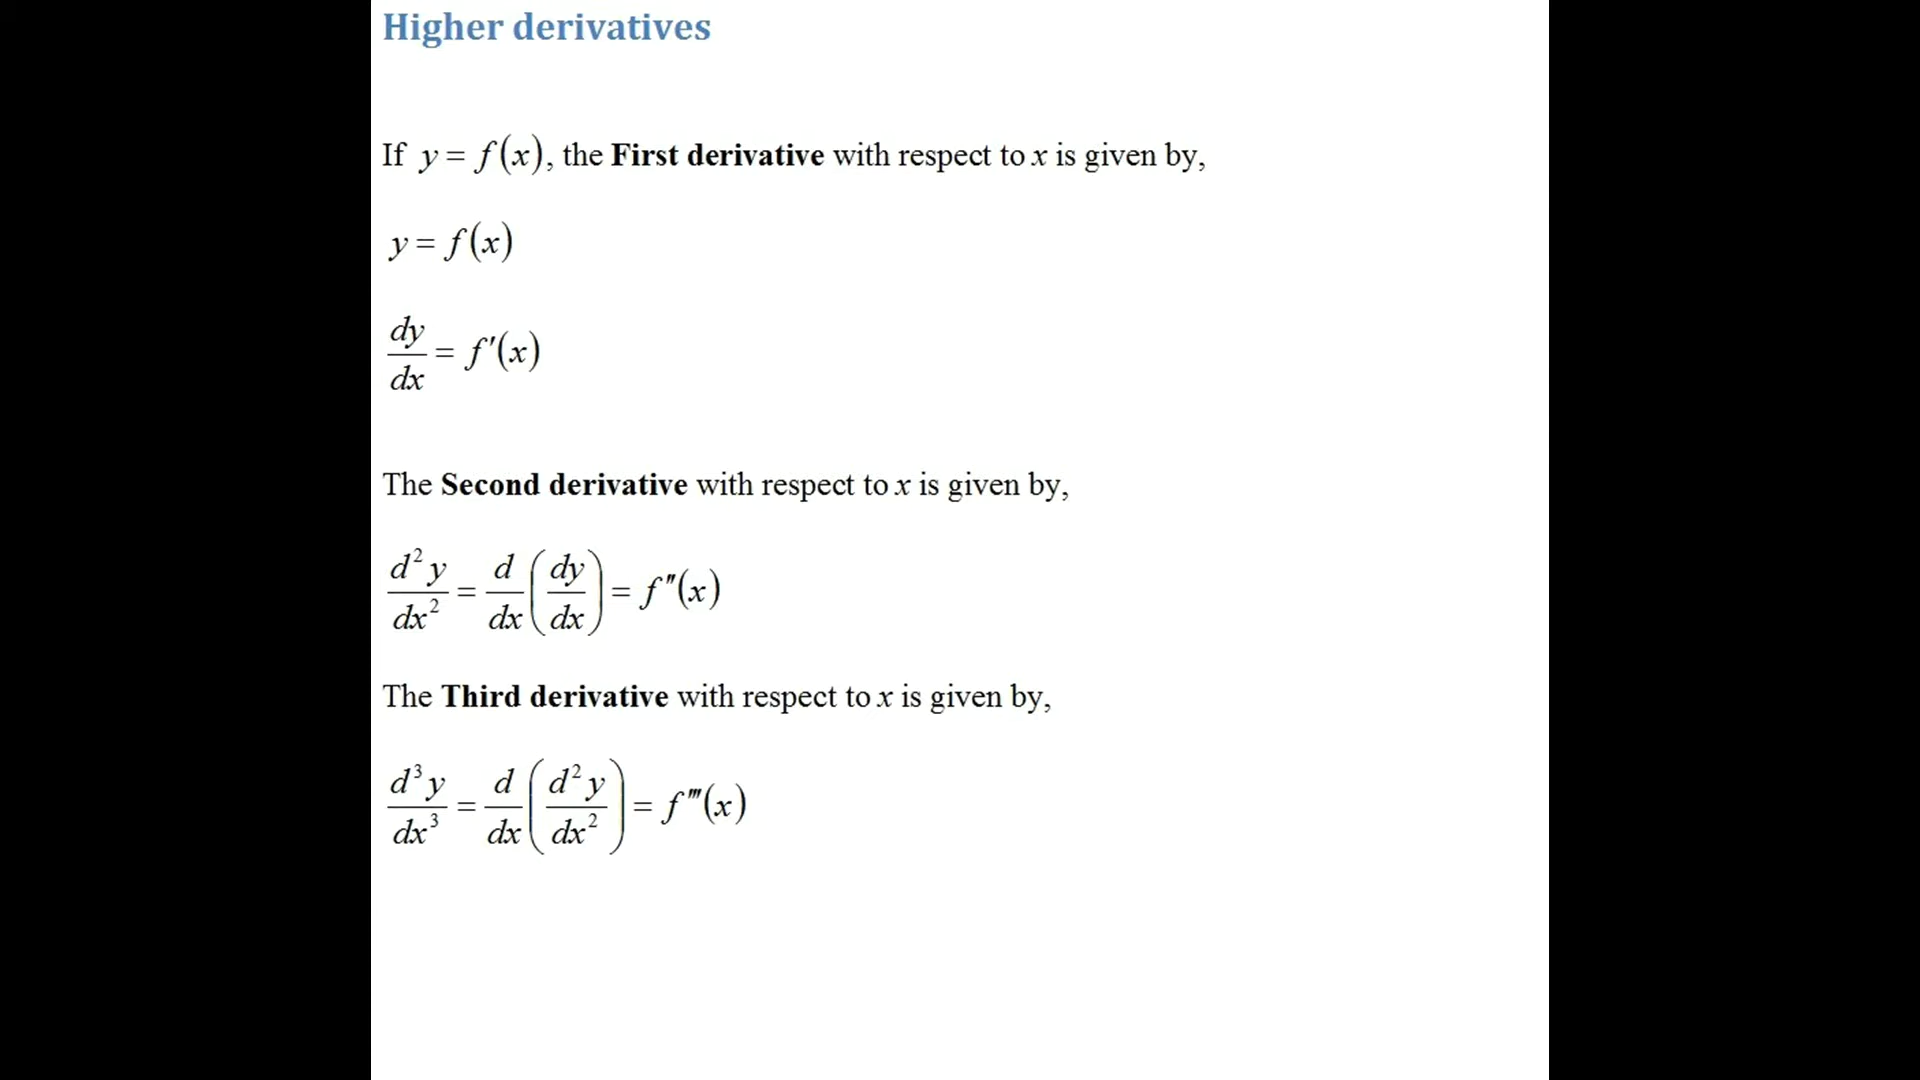 Higher derivatives
If y = f(x), the First derivative with respect to x is given by,
y = f(x)
dy/dx = f'(x)
The Second derivative with respect to x is given by,
d²y/dx² = d/dx (dy/dx) = f''(x)
The Third derivative with respect to x is given by,
d³y/dx³ = d/dx (d²y/dx²) = f'''(x)